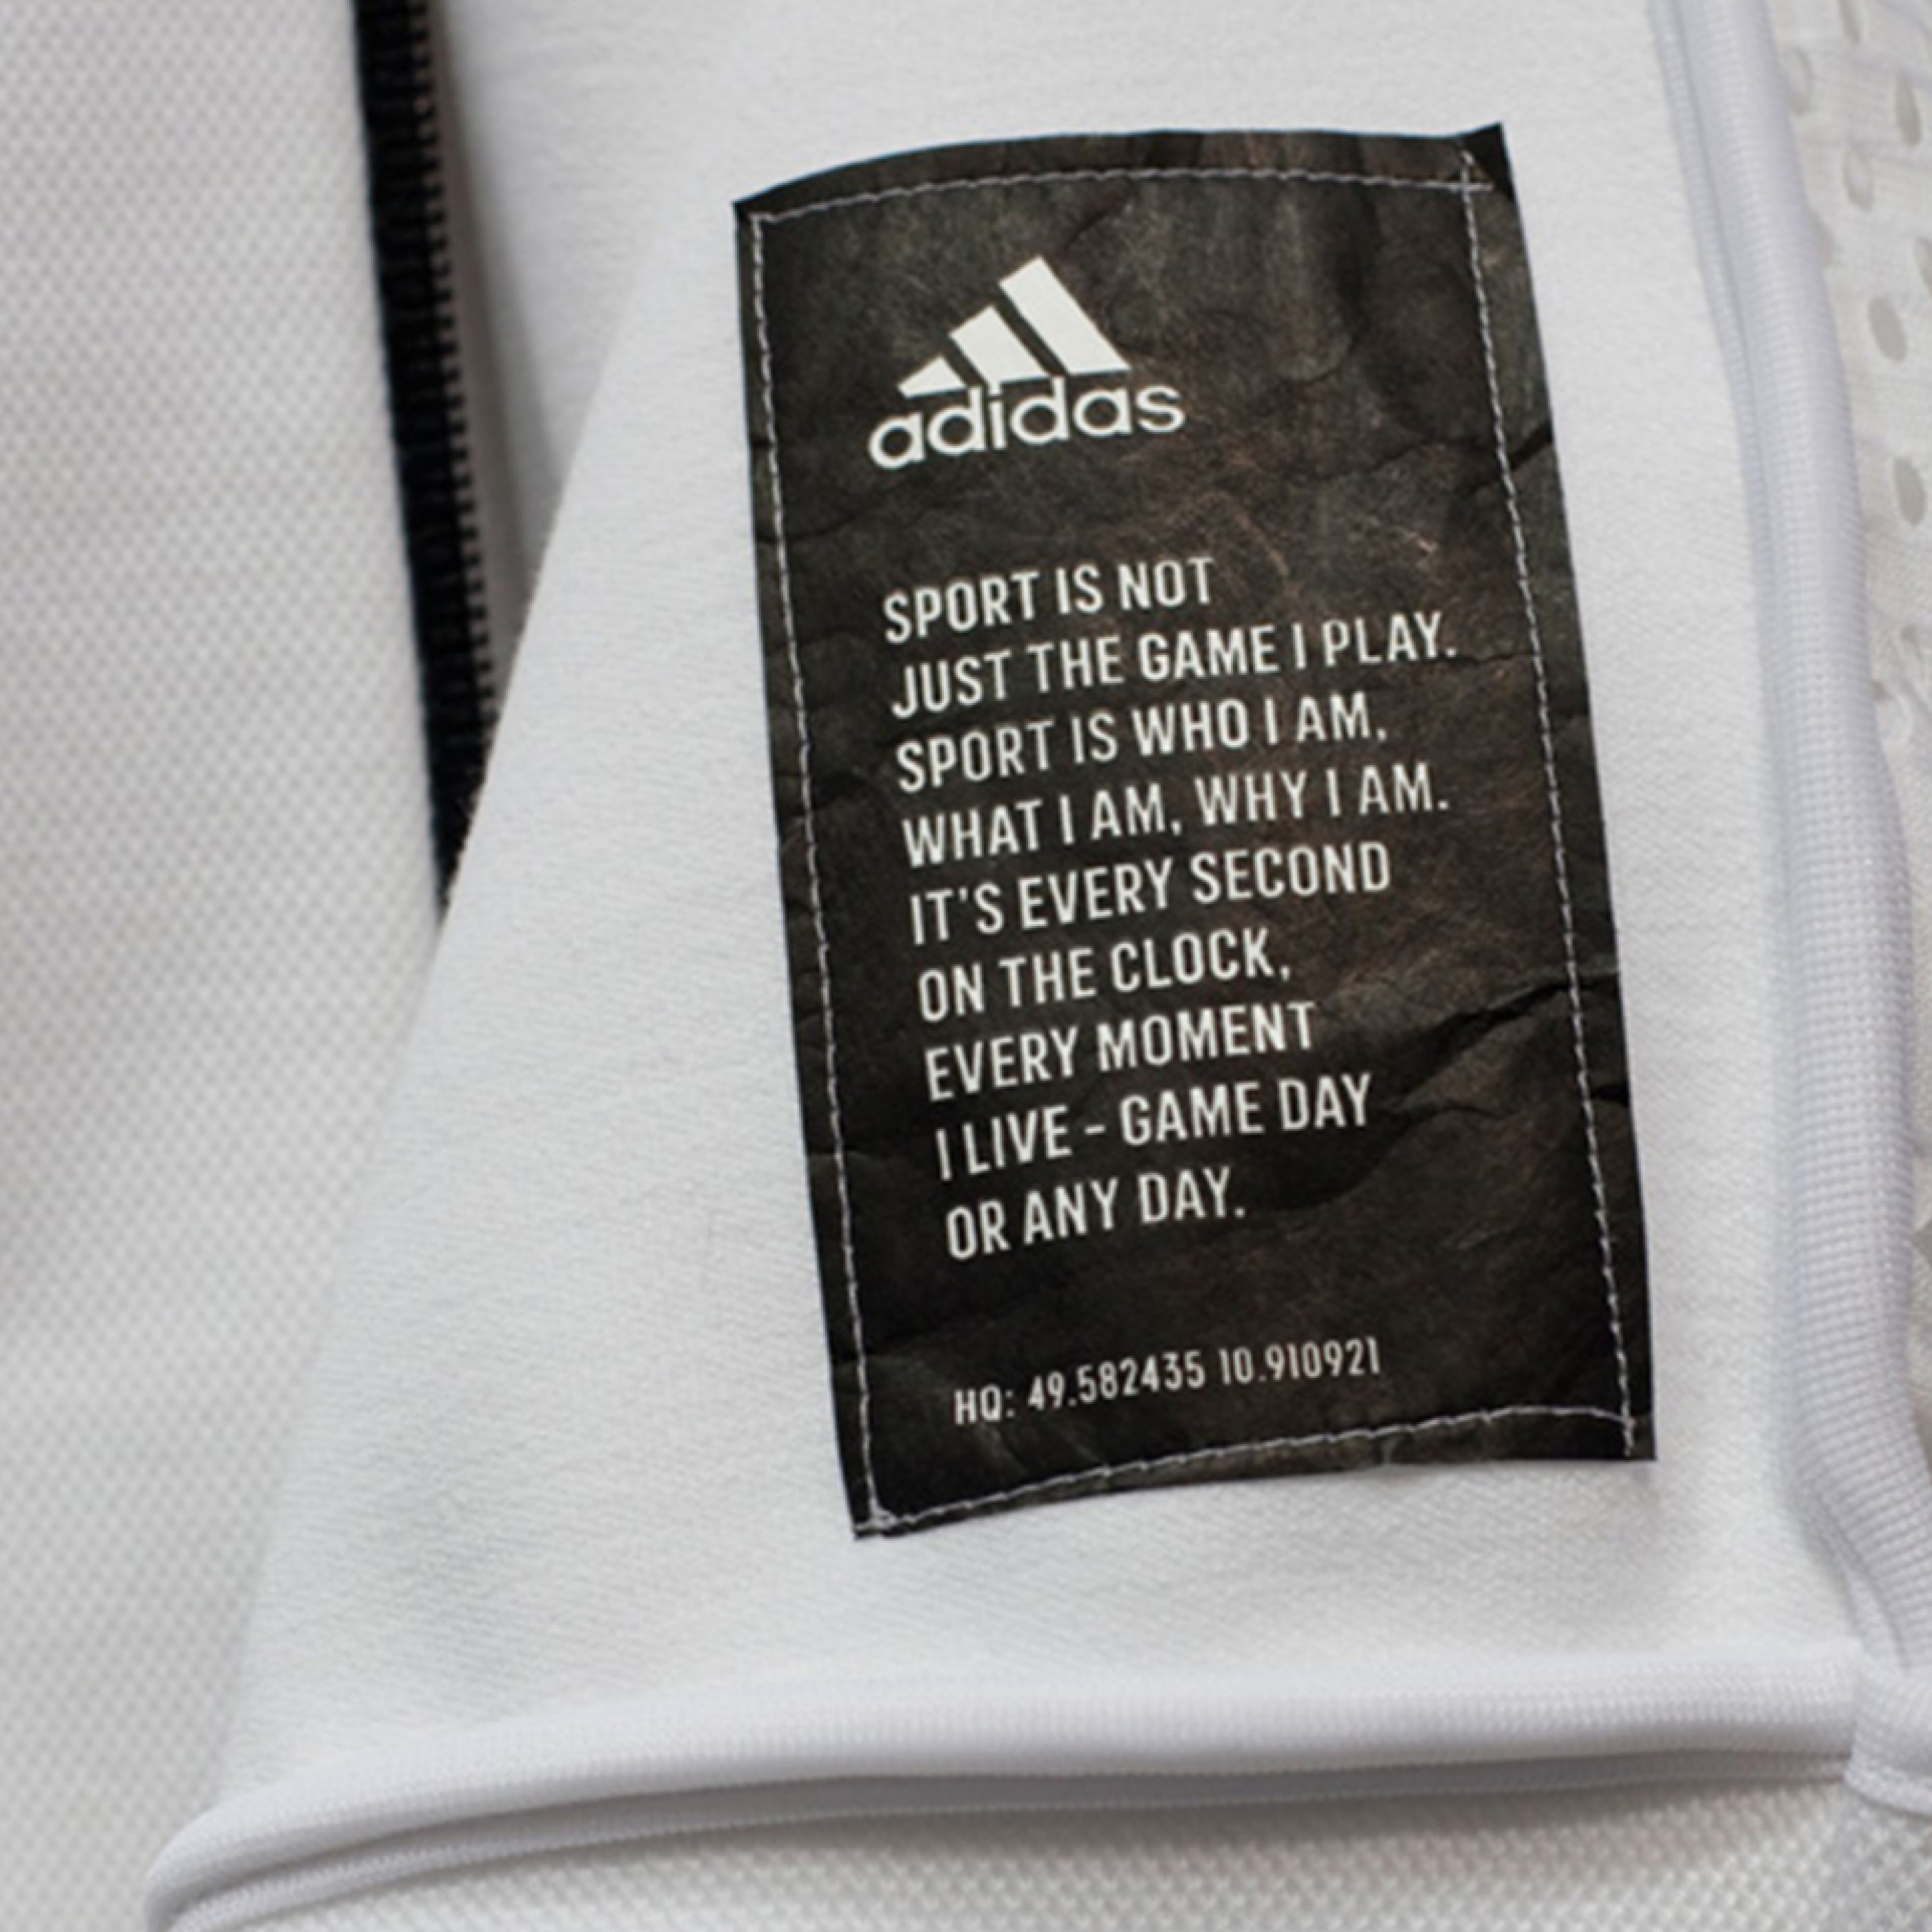 adidas
SPORT IS NOT
JUST THE GAME I PLAY.
SPORT IS WHO I AM,
WHAT I AM, WHY I AM.
IT'S EVERY SECOND
ON THE CLOCK,
EVERY MOMENT
I LIVE - GAME DAY
OR ANY DAY.
HQ: 49.582435 10.910921